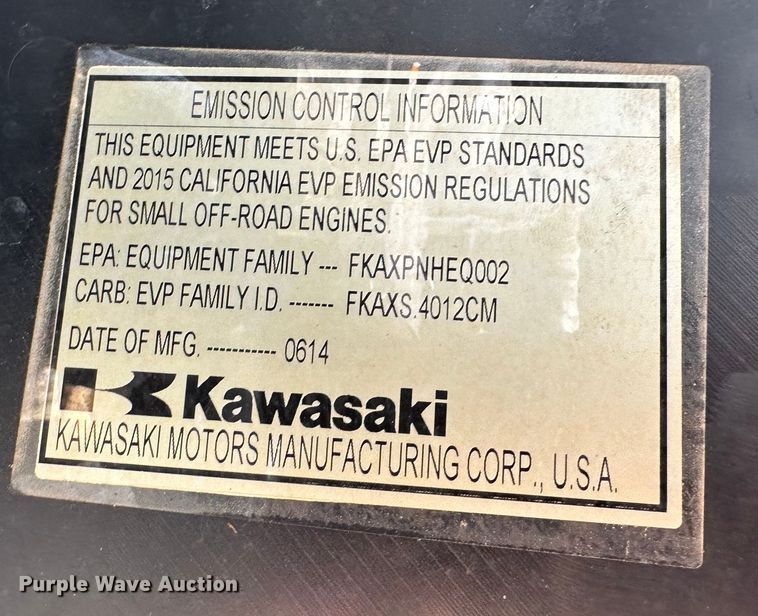 EMISSION CONTROL INFORMATION
THIS EQUIPMENT MEETS U.S. EPA EVP STANDARDS
AND 2015 CALIFORNIA EVP EMISSION REGULATIONS
FOR SMALL OFF-ROAD ENGINES.
EPA: EQUIPMENT FAMILY --- FKAXPNHEQ002
CARB: EVP FAMILY I.D. ------- FKAXS.4012CM
DATE OF MFG. ----------- 0614
Kawasaki
KAWASAKI MOTORS MANUFACTURING CORP., U.S.A.
Purple Wave Auction